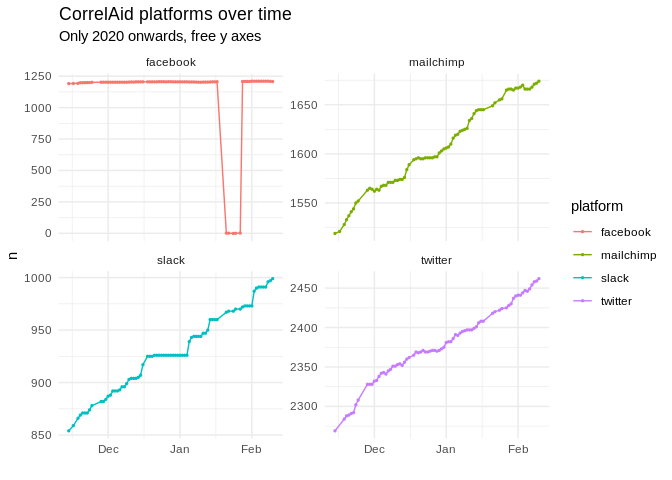 CorrelAid platforms over time
Only 2020 onwards, free y axes
facebook
mailchimp
1250
1000
750
500
250
0
1650
1600
1550
n
slack
twitter
1000
950
900
850
2450
2400
2350
2300
Dec
Jan
Feb
Dec
Jan
Feb
platform
facebook
mailchimp
slack
twitter